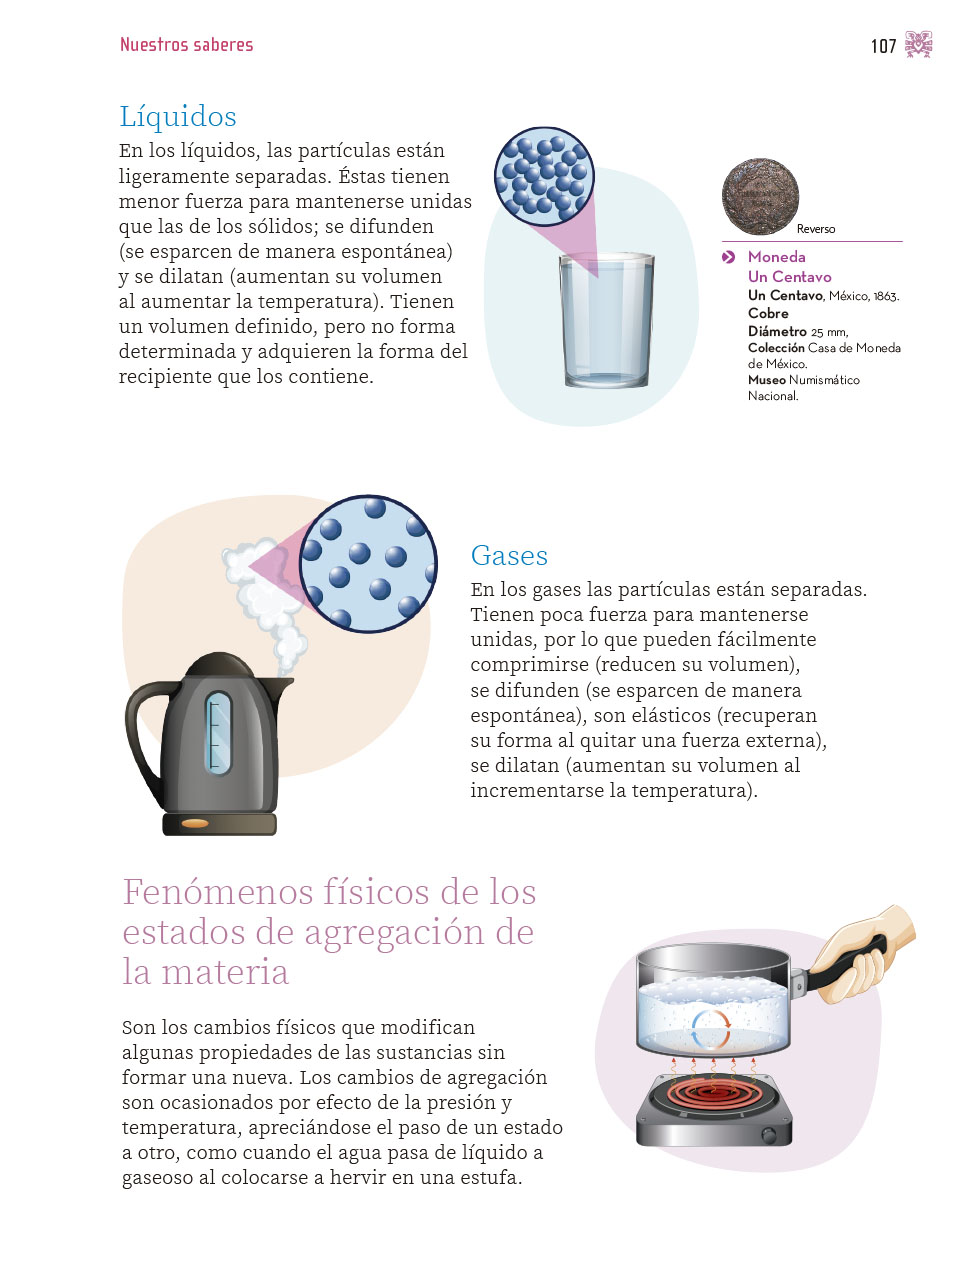 Nuestros saberes
107
Líquidos
En los líquidos, las partículas están
ligeramente separadas. Éstas tienen
menor fuerza para mantenerse unidas
que las de los sólidos; se difunden
(se esparcen de manera espontánea)
y se dilatan (aumentan su volumen
al aumentar la temperatura). Tienen
un volumen definido, pero no forma
determinada y adquieren la forma del
recipiente que los contiene.
Reverso
Moneda
Un Centavo
Un Centavo, México, 1863.
Cobre
Diámetro 25 mm,
Colección Casa de Moneda
de México.
Museo Numismático
Nacional.
Gases
En los gases las partículas están separadas.
Tienen poca fuerza para mantenerse
unidas, por lo que pueden fácilmente
comprimirse (reducen su volumen),
se difunden (se esparcen de manera
espontánea), son elásticos (recuperan
su forma al quitar una fuerza externa),
se dilatan (aumentan su volumen al
incrementarse la temperatura).
Fenómenos físicos de los
estados de agregación de
la materia
Son los cambios físicos que modifican
algunas propiedades de las sustancias sin
formar una nueva. Los cambios de agregación
son ocasionados por efecto de la presión y
temperatura, apreciándose el paso de un estado
a otro, como cuando el agua pasa de líquido a
gaseoso al colocarse a hervir en una estufa.